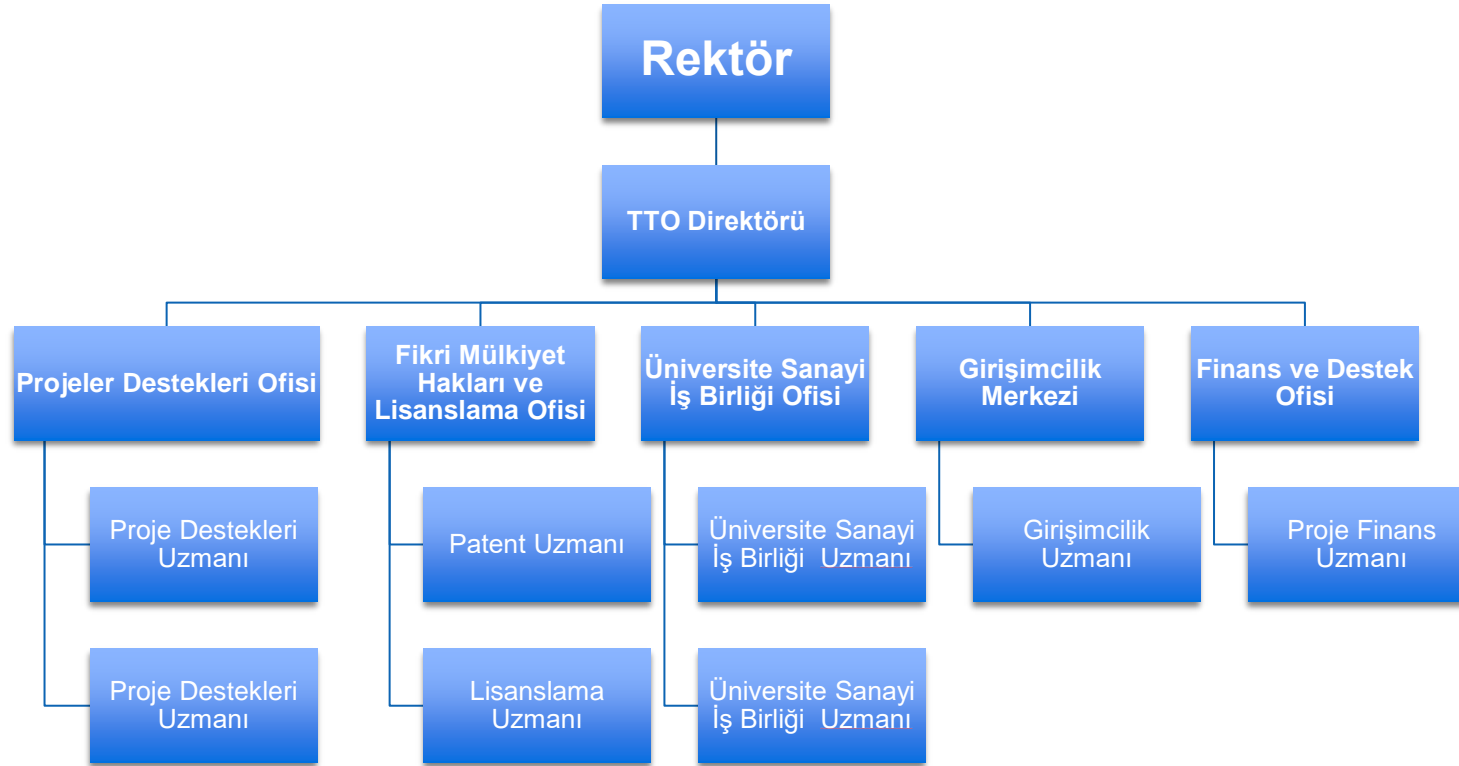 Rektör
TTO Direktörü
Projeler Destekleri Ofisi
Fikri Mülkiyet
Hakları ve
Lisanslama Ofisi
Üniversite Sanayi
İş Birliği Ofisi
Girişimcilik
Merkezi
Finans ve Destek
Ofisi
Proje Destekleri
Uzmanı
Patent Uzmanı
Üniversite Sanayi
İş Birliği  Uzmanı
Girişimcilik
Uzmanı
Proje Finans
Uzmanı
Proje Destekleri
Uzmanı
Lisanslama
Uzmanı
Üniversite Sanayi
İş Birliği  Uzmanı